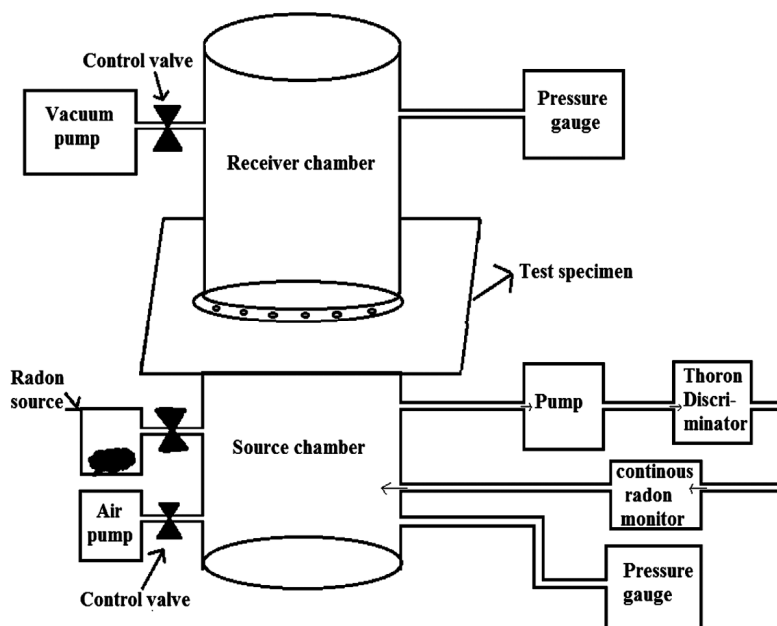 Control valve
Vacuum
pump
Pressure
gauge
Receiver chamber
Test specimen
Radon
source
Source chamber
Pump
Thoron
Discri-
minator
continous
radon
monitor
Air
pump
Control valve
Pressure
gauge